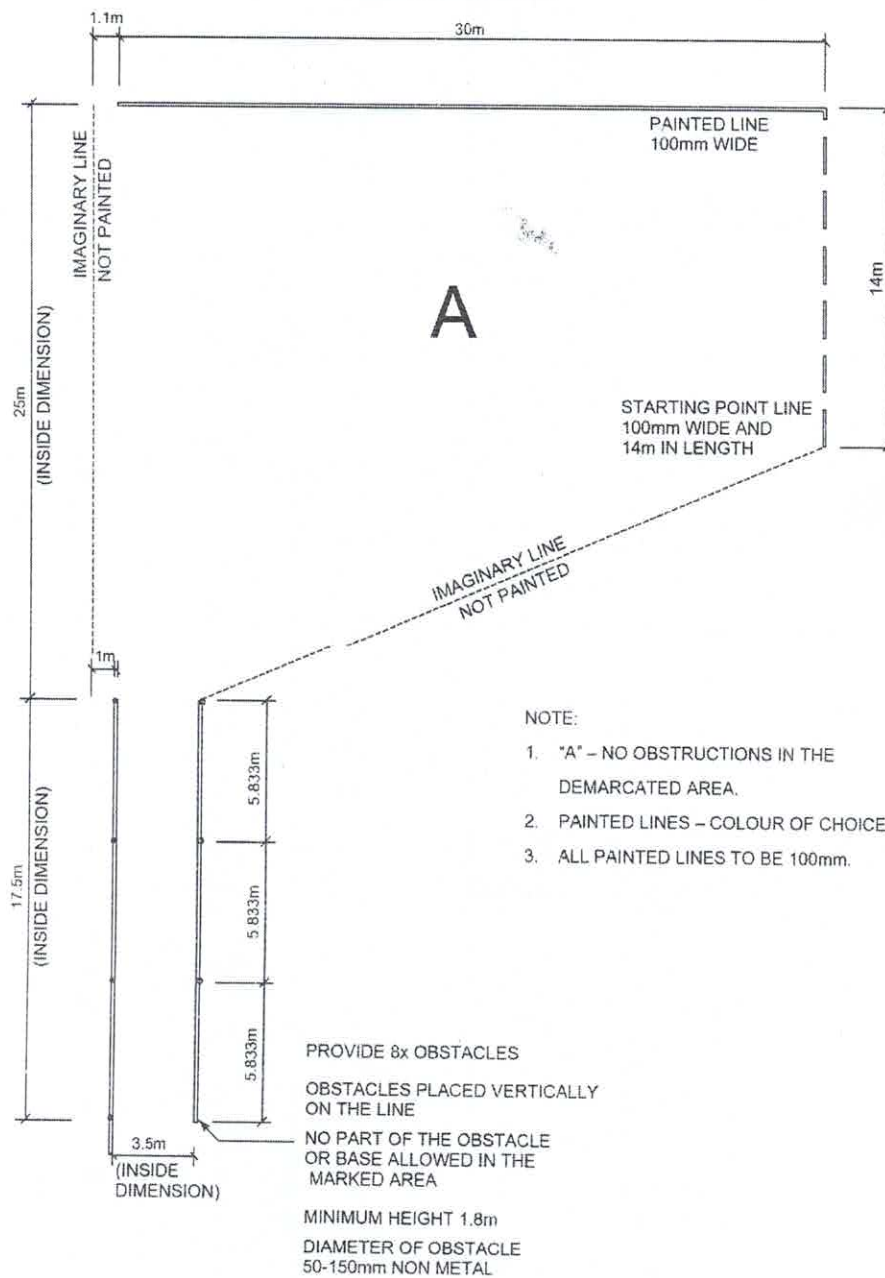 1.1m
30m
PAINTED LINE
100mm WIDE
IMAGINARY LINE
NOT PAINTED
14m
A
25m
(INSIDE DIMENSION)
STARTING POINT LINE
100mm WIDE AND
14m IN LENGTH
IMAGINARY LINE
NOT PAINTED
1m
NOTE:
1. "A" – NO OBSTRUCTIONS IN THE
DEMARCATED AREA.
2. PAINTED LINES – COLOUR OF CHOICE
3. ALL PAINTED LINES TO BE 100mm.
5.833m
17.5m
(INSIDE DIMENSION)
5.833m
5.833m
PROVIDE 8x OBSTACLES
OBSTACLES PLACED VERTICALLY
ON THE LINE
3.5m
(INSIDE
DIMENSION)
NO PART OF THE OBSTACLE
OR BASE ALLOWED IN THE
MARKED AREA
MINIMUM HEIGHT 1.8m
DIAMETER OF OBSTACLE
50-150mm NON METAL